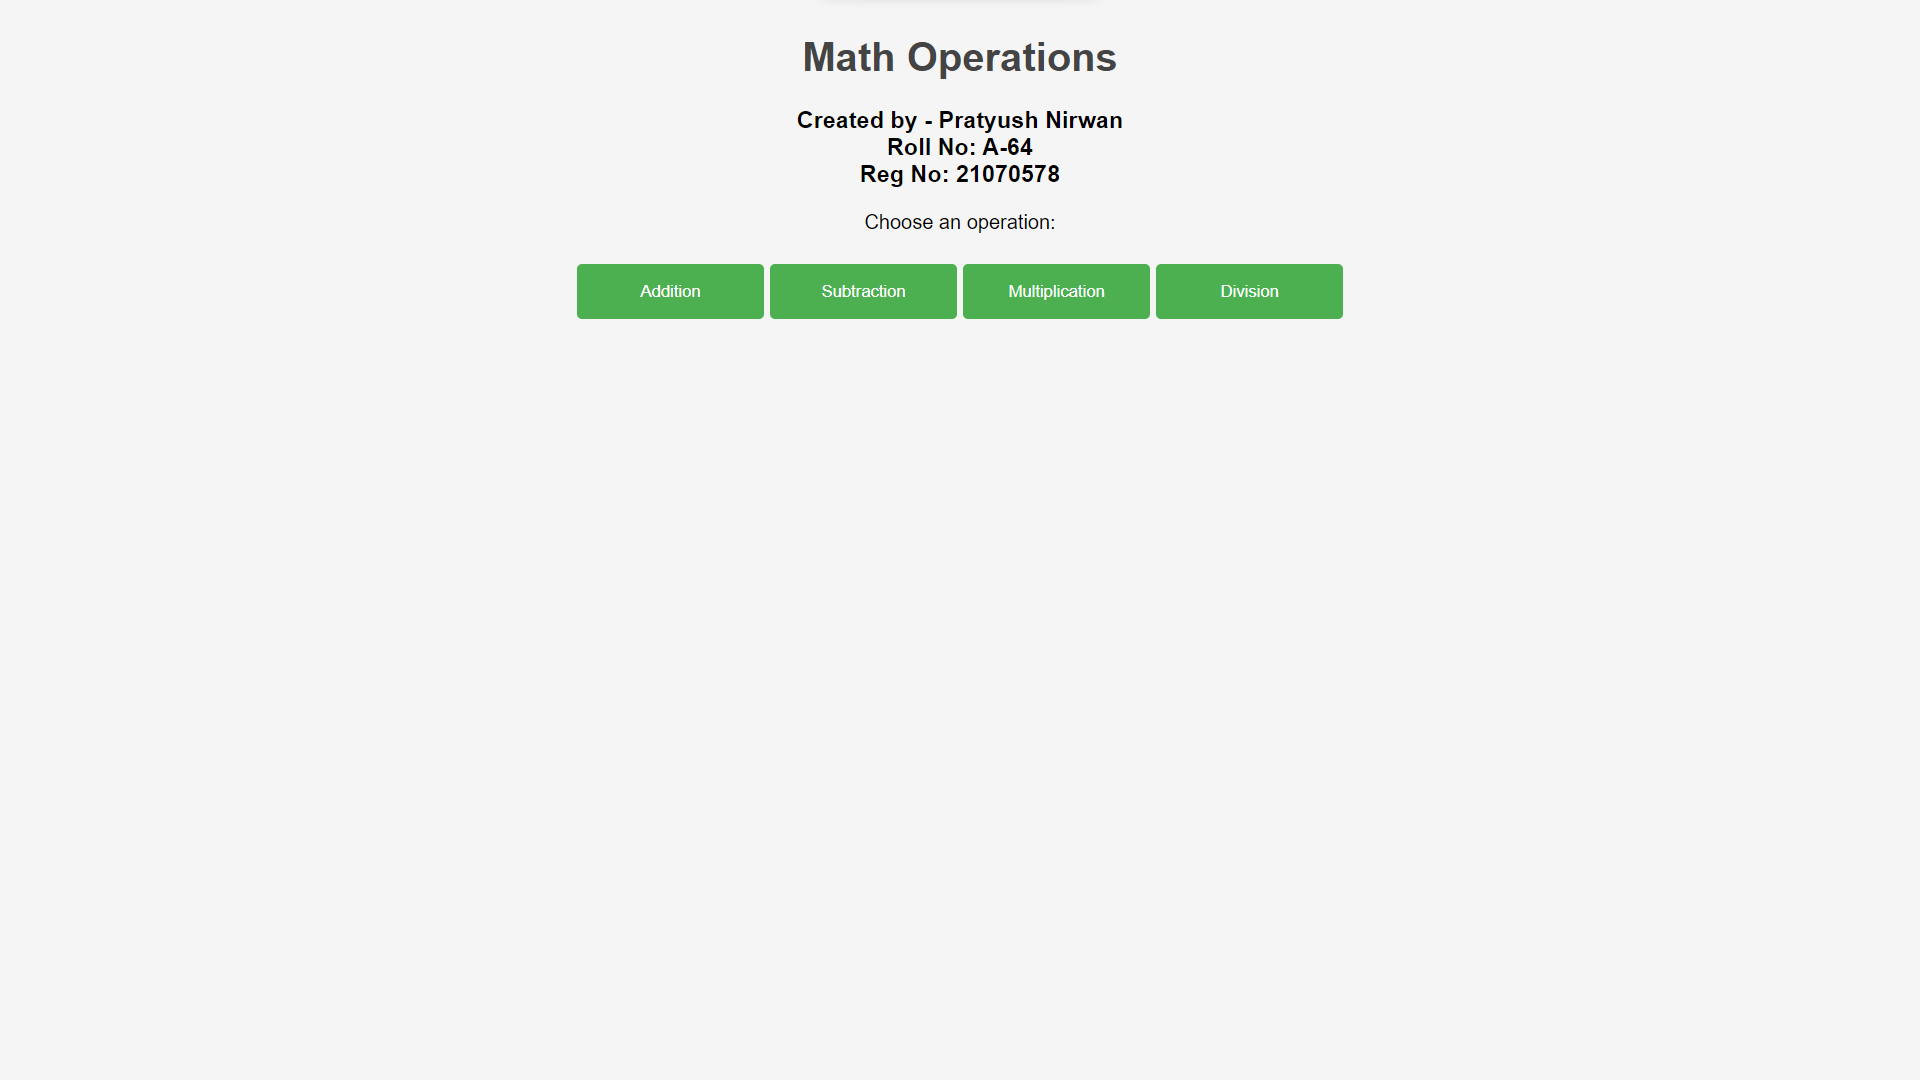 Math Operations
Created by - Pratyush Nirwan
Roll No: A-64
Reg No: 21070578
Choose an operation:
Addition Subtraction Multiplication Division